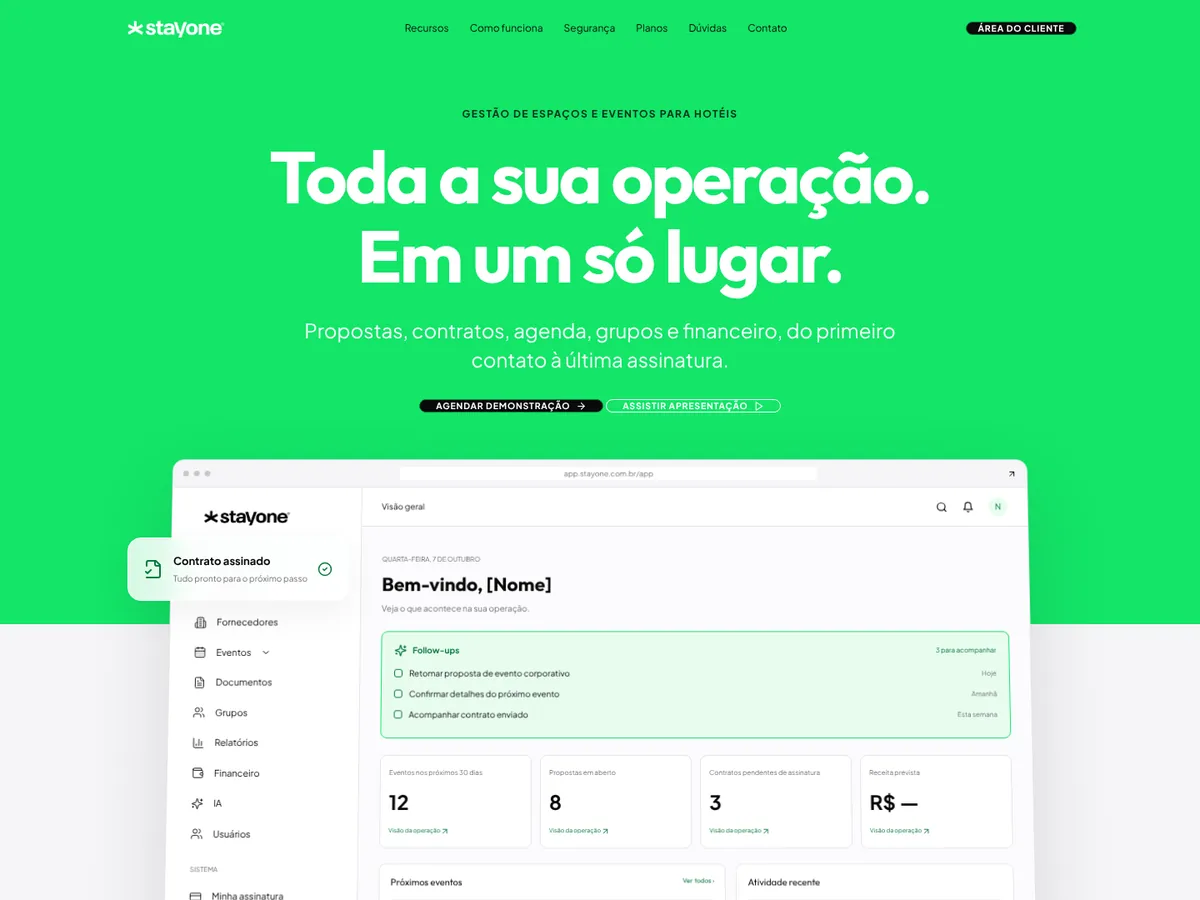 stayone
Recursos
Como funciona
Segurança
Planos
Dúvidas
Contato
ÁREA DO CLIENTE
GESTÃO DE ESPAÇOS E EVENTOS PARA HOTÉIS
Toda a sua operação.
Em um só lugar.
Propostas, contratos, agenda, grupos e financeiro, do primeiro
contato à última assinatura.
AGENDAR DEMONSTRAÇÃO
ASSISTIR APRESENTAÇÃO
app.stayone.com.br/app
stayone
Visão geral
N
Contrato assinado
Tudo pronto para o próximo passo
Fornecedores
Eventos
Documentos
Grupos
Relatórios
Financeiro
IA
Usuários
SISTEMA
Minha assinatura
QUARTA-FEIRA, 7 DE OUTUBRO
Bem-vindo, [Nome]
Veja o que acontece na sua operação.
Follow-ups
3 para acompanhar
Retomar proposta de evento corporativo
Hoje
Confirmar detalhes do próximo evento
Amanhã
Acompanhar contrato enviado
Esta semana
Eventos nos próximos 30 dias
12
Visão da operação
Propostas em aberto
8
Visão da operação
Contratos pendentes de assinatura
3
Visão da operação
Receita prevista
R$ —
Visão da operação
Próximos eventos
Ver todos ›
Atividade recente